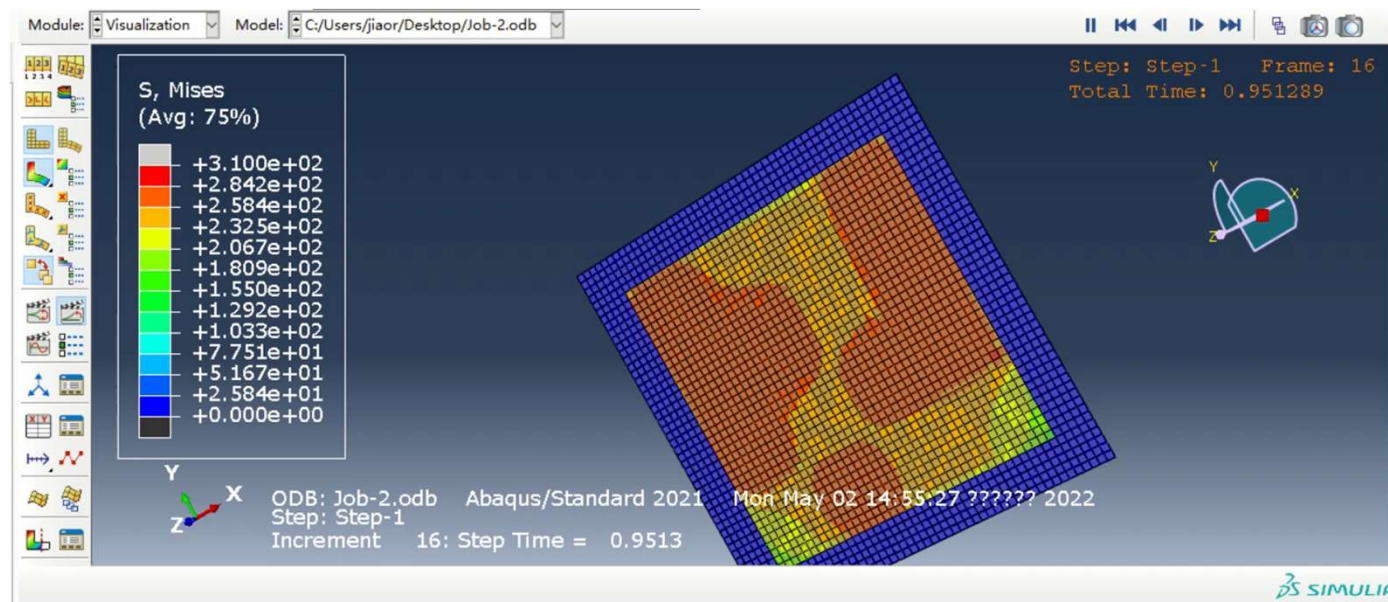 Module: Visualization Model: C:/Users/jiaor/Desktop/Job-2.odb
Step: Step-1 Frame: 16
Total Time: 0.951289
S, Mises
(Avg: 75%)
+3.100e+02
+2.842e+02
+2.584e+02
+2.325e+02
+2.067e+02
+1.809e+02
+1.550e+02
+1.292e+02
+1.033e+02
+7.751e+01
+5.167e+01
+2.584e+01
+0.000e+00
Y
X
Z
Y
X
Z
ODB: Job-2.odb Abaqus/Standard 2021 Mon May 02 14:55:27 ?????? 2022
Step: Step-1
Increment 16: Step Time = 0.9513
SIMULIA